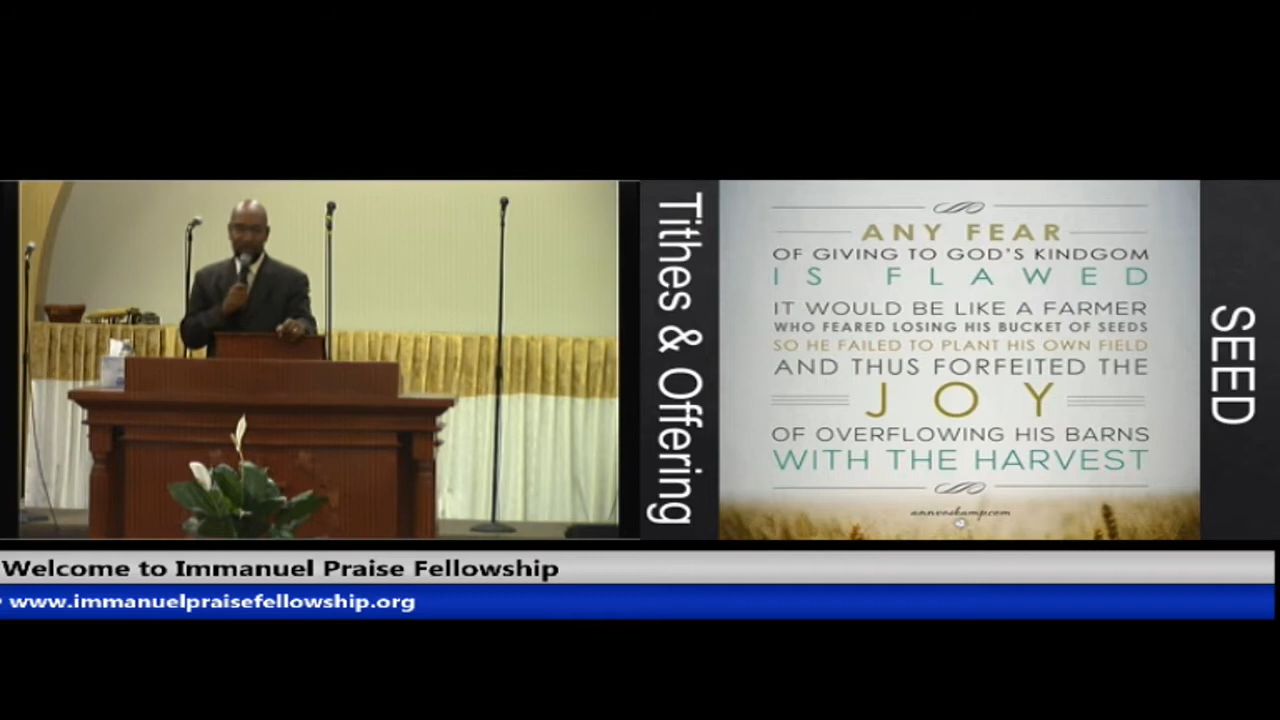 Tithes & Offering
ANY FEAR
OF GIVING TO GOD'S KINDGOM
IS FLAWED
IT WOULD BE LIKE A FARMER
WHO FEARED LOSING HIS BUCKET OF SEEDS
SO HE FAILED TO PLANT HIS OWN FIELD
AND THUS FORFEITED THE
JOY
OF OVERFLOWING HIS BARNS
WITH THE HARVEST
annvoskamp.com
SEED
Welcome to Immanuel Praise Fellowship
www.immanuelpraisefellowship.org